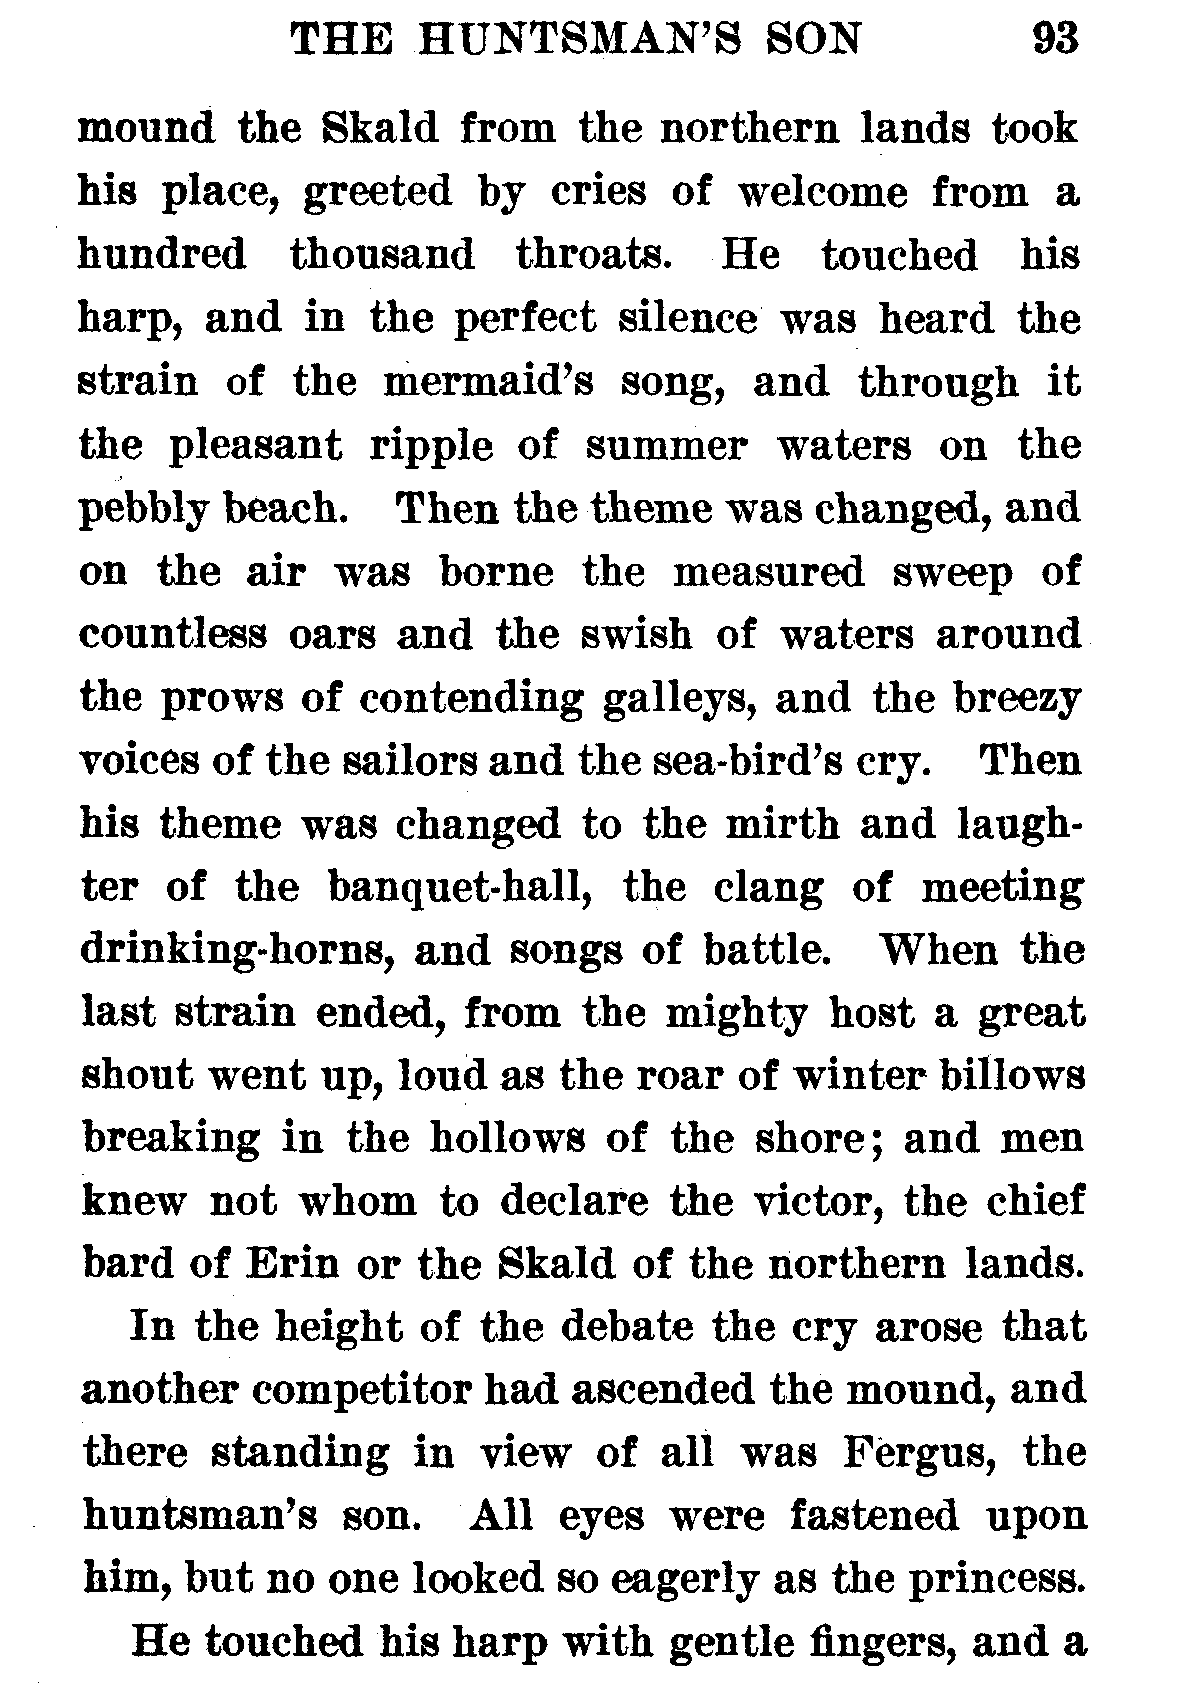 THE HUNTSMAN'S SON 93
mound the Skald from the northern lands took
his place, greeted by cries of welcome from a
hundred thousand throats. He touched his
harp, and in the perfect silence was heard the
strain of the mermaid's song, and through it
the pleasant ripple of summer waters on the
pebbly beach. Then the theme was changed, and
on the air was borne the measured sweep of
countless oars and the swish of waters around
the prows of contending galleys, and the breezy
voices of the sailors and the sea-bird's cry. Then
his theme was changed to the mirth and laugh-
ter of the banquet-hall, the clang of meeting
drinking-horns, and songs of battle. When the
last strain ended, from the mighty host a great
shout went up, loud as the roar of winter billows
breaking in the hollows of the shore; and men
knew not whom to declare the victor, the chief
bard of Erin or the Skald of the northern lands.
In the height of the debate the cry arose that
another competitor had ascended the mound, and
there standing in view of all was Fergus, the
huntsman's son. All eyes were fastened upon
him, but no one looked so eagerly as the princess.
He touched his harp with gentle fingers, and a